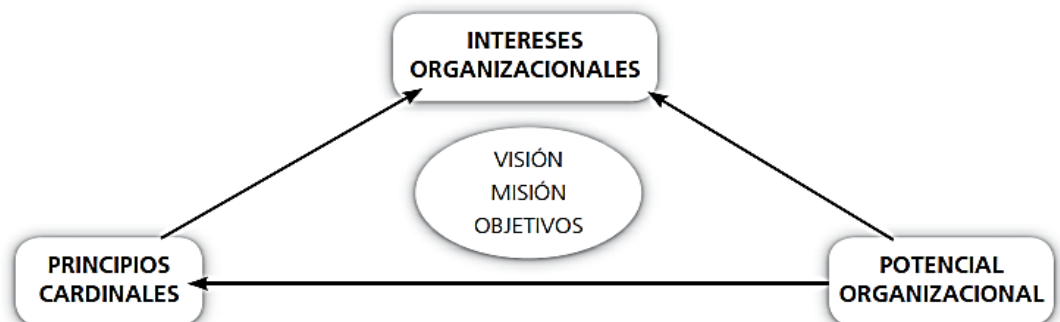 INTERESES
ORGANIZACIONALES
VISIÓN
MISIÓN
OBJETIVOS
PRINCIPIOS
CARDINALES
POTENCIAL
ORGANIZACIONAL